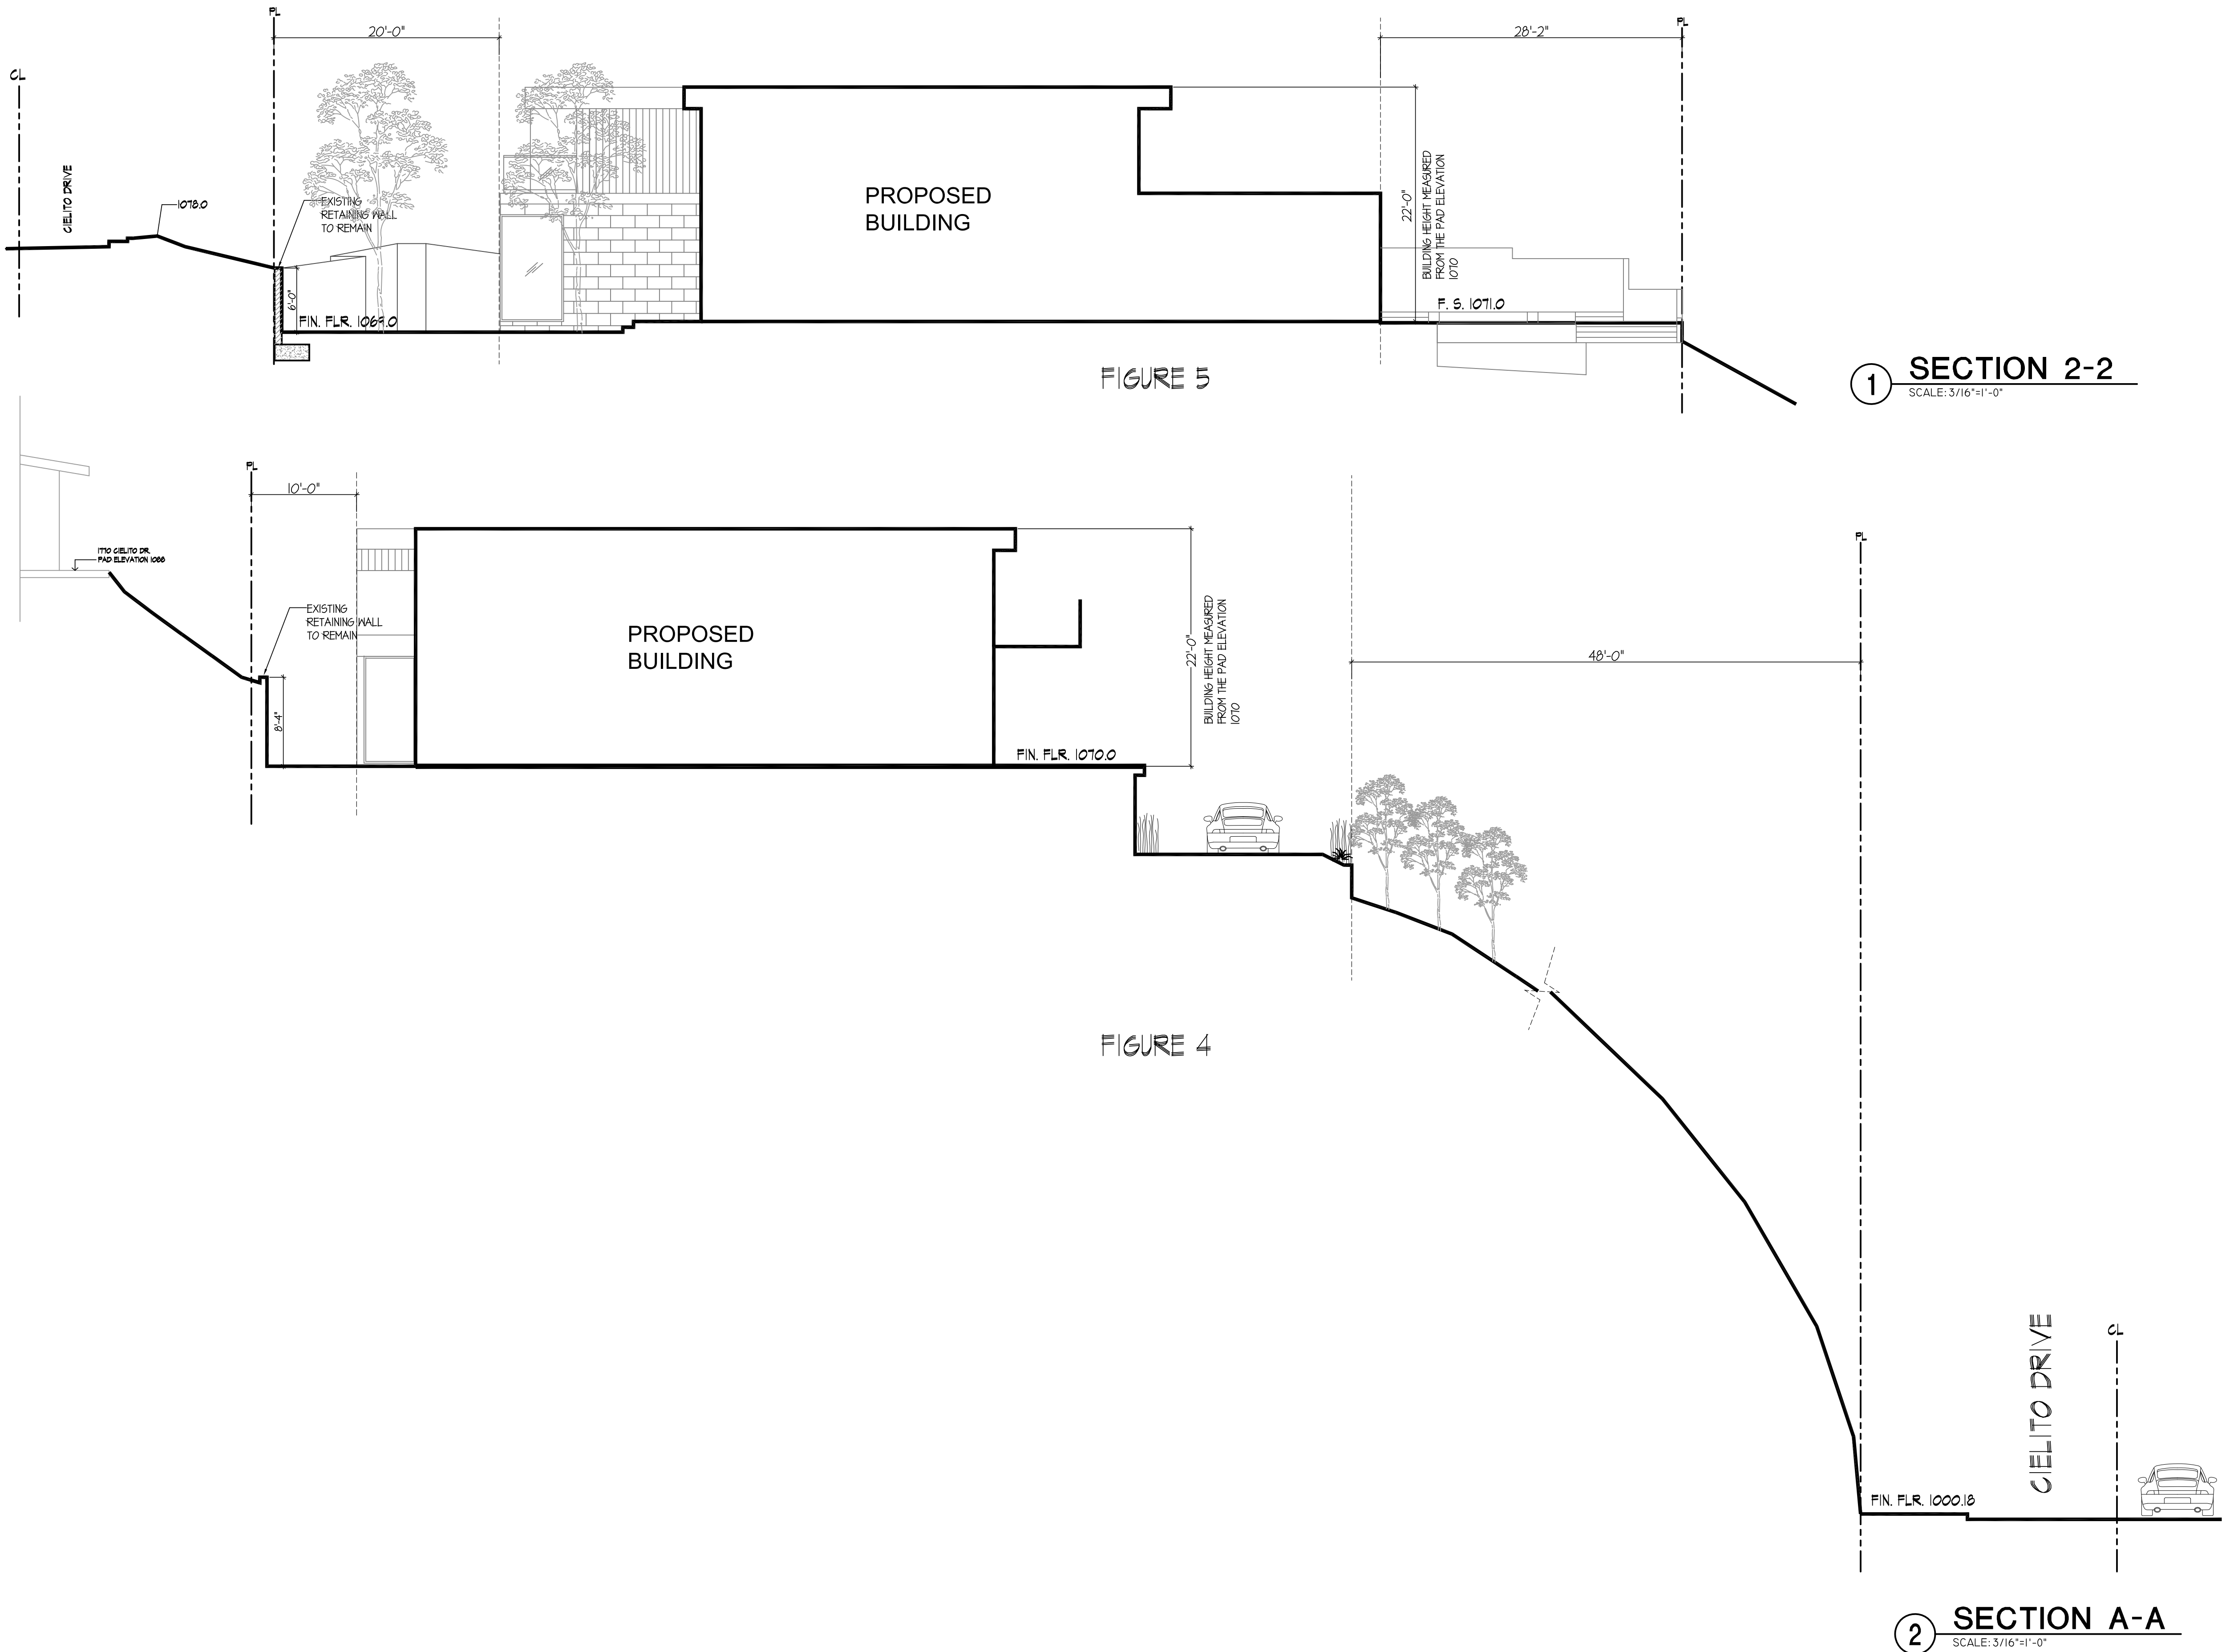 PL
20'-0"
28'-2"
PL
CL
CIELITO DRIVE
1078.0
EXISTING
RETAINING WALL
TO REMAIN
6'-0"
FIN. FLR. 1069.0
PROPOSED
BUILDING
22'-0"
BUILDING HEIGHT MEASURED
FROM THE PAD ELEVATION
1070
F. S. 1071.0
FIGURE 5
1
SECTION 2-2
SCALE: 3/16"=1'-0"
PL
10'-0"
1770 CIELITO DR.
PAD ELEVATION 1088
EXISTING
RETAINING WALL
TO REMAIN
8'-4"
PROPOSED
BUILDING
FIN. FLR. 1070.0
22'-0"
BUILDING HEIGHT MEASURED
FROM THE PAD ELEVATION
1070
48'-0"
PL
FIGURE 4
CIELITO DRIVE
CL
FIN. FLR. 1000.18
2
SECTION A-A
SCALE: 3/16"=1'-0"